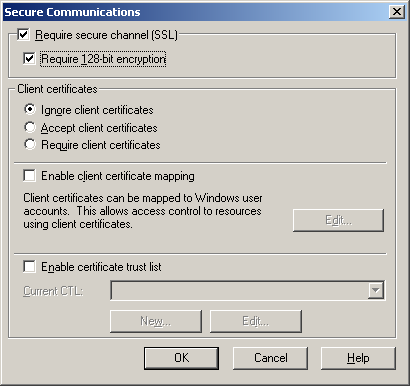 Secure Communications
Require secure channel (SSL)
Require 128-bit encryption
Client certificates
Ignore client certificates
Accept client certificates
Require client certificates
Enable client certificate mapping
Client certificates can be mapped to Windows user
accounts. This allows access control to resources
using client certificates.
Edit...
Enable certificate trust list
Current CTL:
New...
Edit...
OK
Cancel
Help